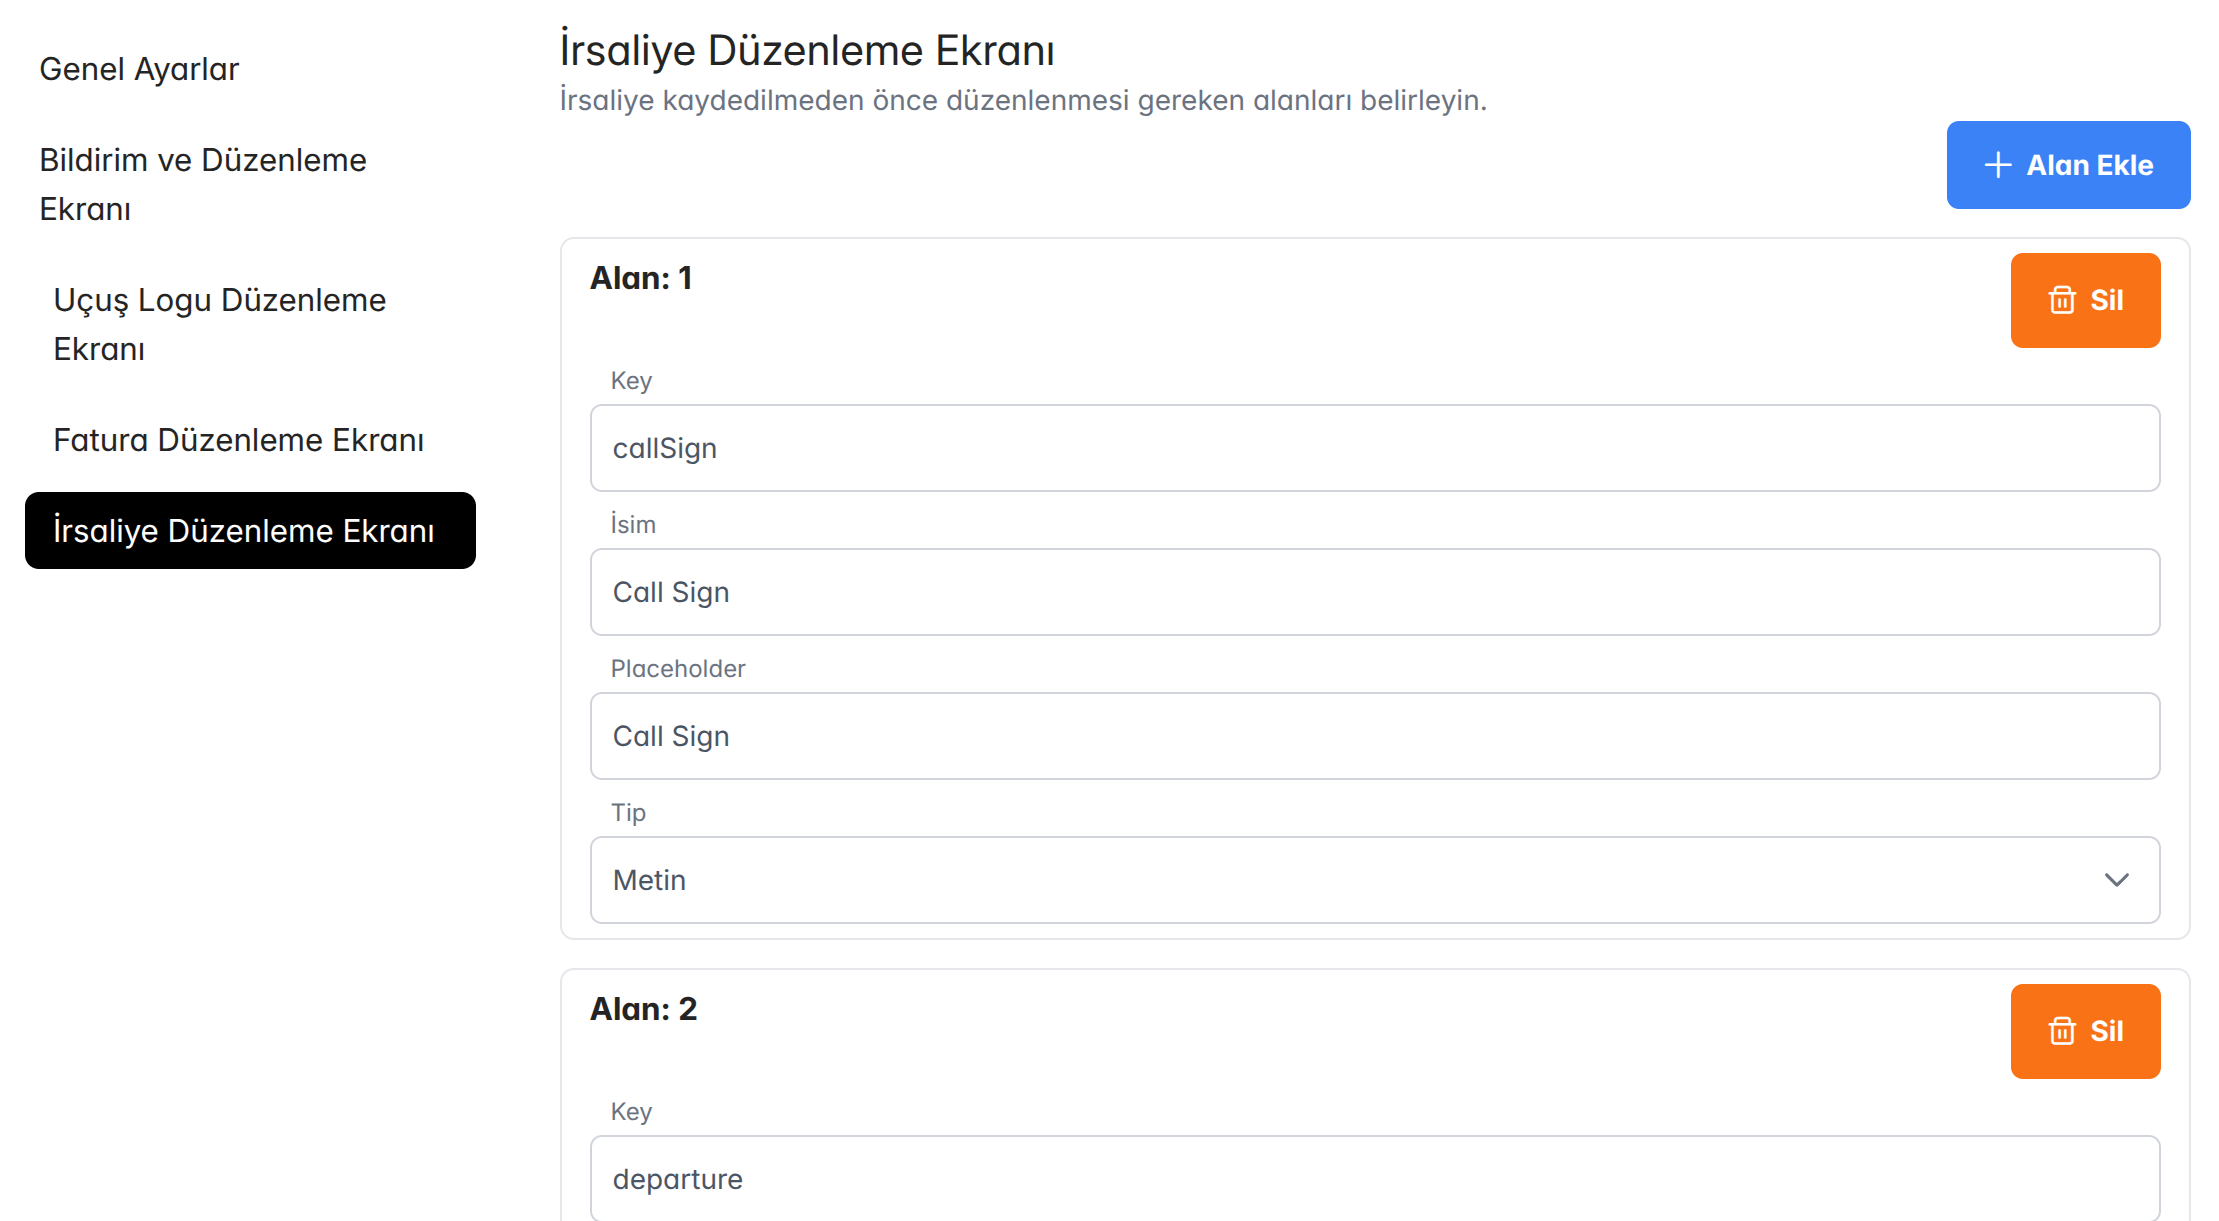 Genel Ayarlar
Bildirim ve Düzenleme
Ekranı
Uçuş Logu Düzenleme
Ekranı
Fatura Düzenleme Ekranı
İrsaliye Düzenleme Ekranı
İrsaliye Düzenleme Ekranı
İrsaliye kaydedilmeden önce düzenlenmesi gereken alanları belirleyin.
Alan Ekle
Alan: 1
Sil
Key
callSign
İsim
Call Sign
Placeholder
Call Sign
Tip
Metin
Alan: 2
Sil
Key
departure